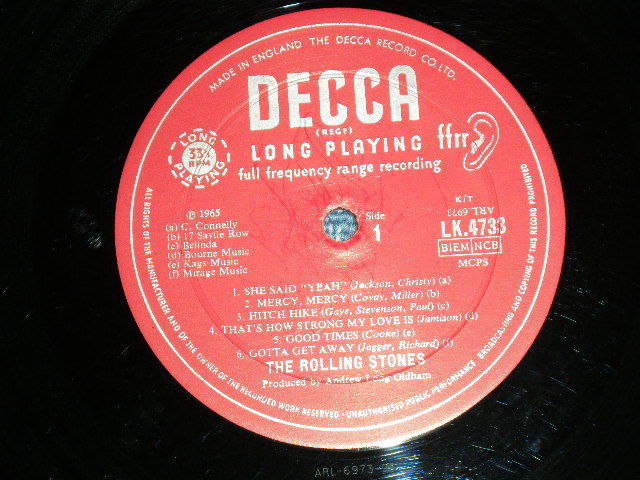 MADE IN ENGLAND THE DECCA RECORD CO. LTD.
DECCA
(REGD)
LONG PLAYING
ffrr
full frequency range recording
LONG PLAYING
33⅓
RPM
℗ 1965
(a) C. Connelly
(b) 17 Savile Row
(c) Belinda
(d) Bourne Music
(e) Kags Music
(f) Mirage Music
Side
1
K/T
ARL.6973
LK.4733
BIEM NCB
MCPS
1. SHE SAID "YEAH" (Jackson, Christy) (a)
2. MERCY, MERCY (Covay, Miller) (b)
3. HITCH HIKE (Gaye, Stevenson, Paul) (c)
4. THAT'S HOW STRONG MY LOVE IS (Jamison) (d)
5. GOOD TIMES (Cooke) (e)
6. GOTTA GET AWAY (Jagger, Richard) (f)
THE ROLLING STONES
Produced by Andrew Loog Oldham
ALL RIGHTS OF THE MANUFACTURER AND OF THE OWNER OF THE RECORDED WORK RESERVED · UNAUTHORISED PUBLIC PERFORMANCE, BROADCASTING AND COPYING OF THIS RECORD PROHIBITED
ARL-6973